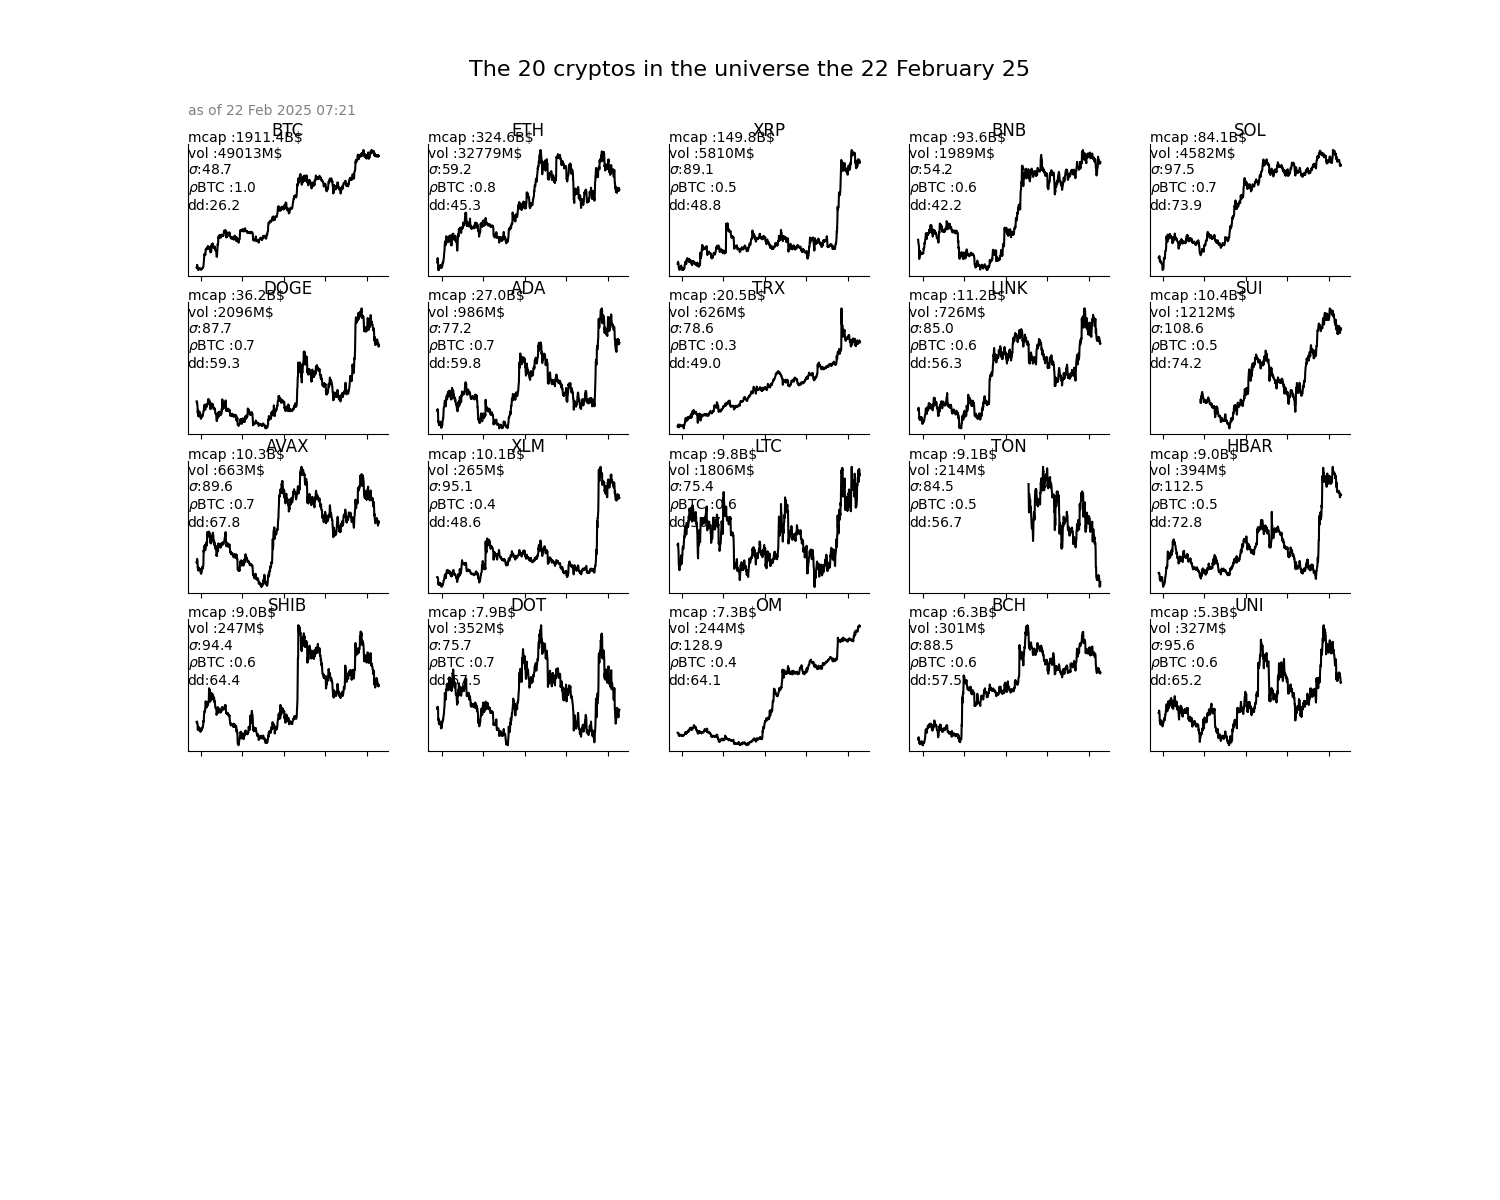 The 20 cryptos in the universe the 22 February 25
as of 22 Feb 2025 07:21
BTC
mcap :1911.4B$
vol :49013M$
σ:48.7
ρBTC :1.0
dd:26.2
ETH
mcap :324.6B$
vol :32779M$
σ:59.2
ρBTC :0.8
dd:45.3
XRP
mcap :149.8B$
vol :5810M$
σ:89.1
ρBTC :0.5
dd:48.8
BNB
mcap :93.6B$
vol :1989M$
σ:54.2
ρBTC :0.6
dd:42.2
SOL
mcap :84.1B$
vol :4582M$
σ:97.5
ρBTC :0.7
dd:73.9
DOGE
mcap :36.2B$
vol :2096M$
σ:87.7
ρBTC :0.7
dd:59.3
ADA
mcap :27.0B$
vol :986M$
σ:77.2
ρBTC :0.7
dd:59.8
TRX
mcap :20.5B$
vol :626M$
σ:78.6
ρBTC :0.3
dd:49.0
LINK
mcap :11.2B$
vol :726M$
σ:85.0
ρBTC :0.6
dd:56.3
SUI
mcap :10.4B$
vol :1212M$
σ:108.6
ρBTC :0.5
dd:74.2
AVAX
mcap :10.3B$
vol :663M$
σ:89.6
ρBTC :0.7
dd:67.8
XLM
mcap :10.1B$
vol :265M$
σ:95.1
ρBTC :0.4
dd:48.6
LTC
mcap :9.8B$
vol :1806M$
σ:75.4
ρBTC :0.6
TON
mcap :9.1B$
vol :214M$
σ:84.5
ρBTC :0.5
dd:56.7
HBAR
mcap :9.0B$
vol :394M$
σ:112.5
ρBTC :0.5
dd:72.8
SHIB
mcap :9.0B$
vol :247M$
σ:94.4
ρBTC :0.6
dd:64.4
DOT
mcap :7.9B$
vol :352M$
σ:75.7
ρBTC :0.7
dd:67.5
OM
mcap :7.3B$
vol :244M$
σ:128.9
ρBTC :0.4
dd:64.1
BCH
mcap :6.3B$
vol :301M$
σ:88.5
ρBTC :0.6
dd:57.5
UNI
mcap :5.3B$
vol :327M$
σ:95.6
ρBTC :0.6
dd:65.2